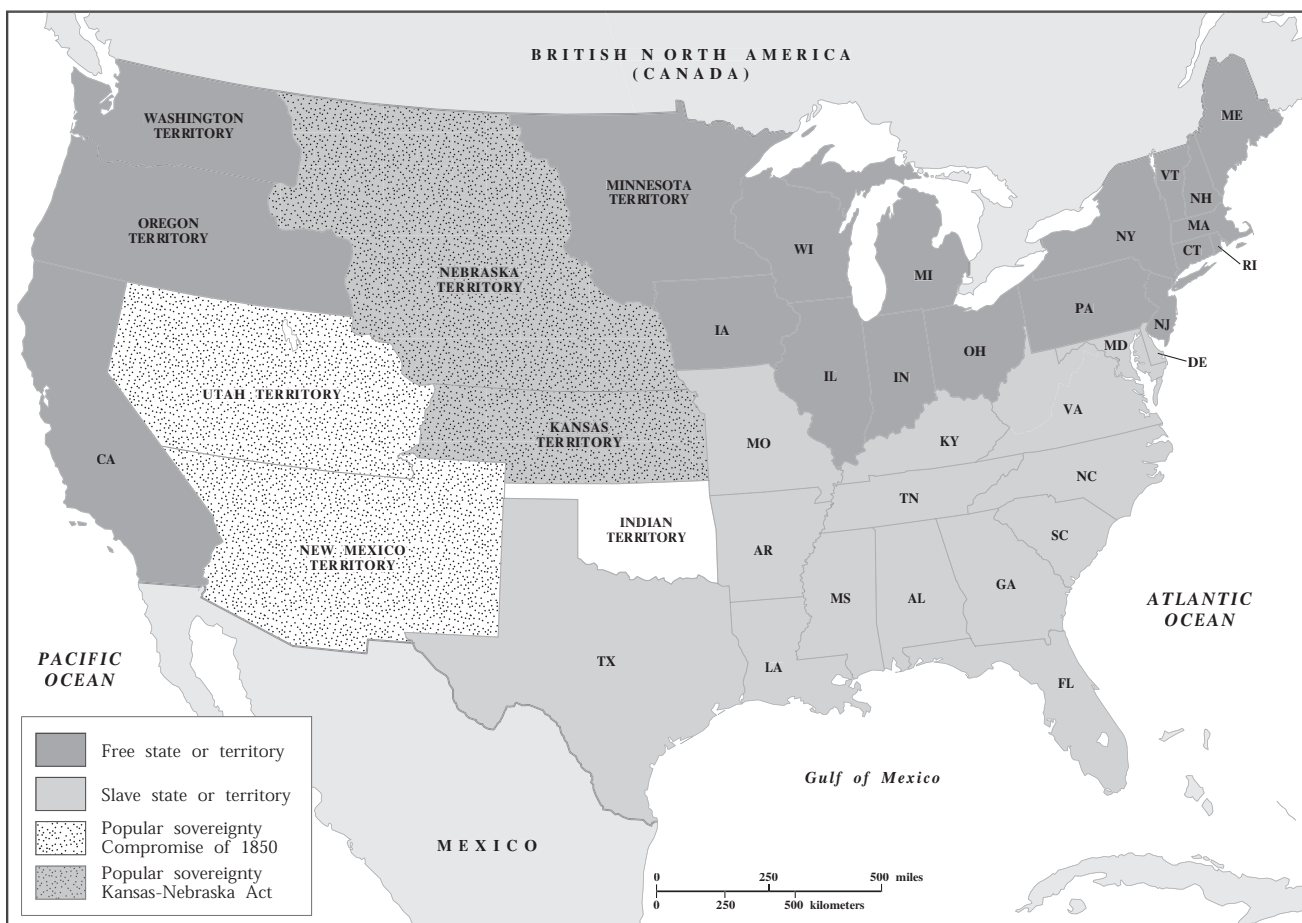 BRITISH NORTH AMERICA
(CANADA)
WASHINGTON
TERRITORY
OREGON
TERRITORY
NEBRASKA
TERRITORY
MINNESOTA
TERRITORY
WI
MI
IA
IL
IN
OH
PA
NY
VT
NH
ME
MA
CT
RI
NJ
MD
DE
UTAH TERRITORY
KANSAS
TERRITORY
CA
NEW MEXICO
TERRITORY
INDIAN
TERRITORY
MO
KY
VA
TN
NC
AR
SC
MS
AL
GA
TX
LA
FL
PACIFIC
OCEAN
ATLANTIC
OCEAN
Gulf of Mexico
MEXICO
Free state or territory
Slave state or territory
Popular sovereignty
Compromise of 1850
Popular sovereignty
Kansas-Nebraska Act
0 250 500 miles
0 250 500 kilometers